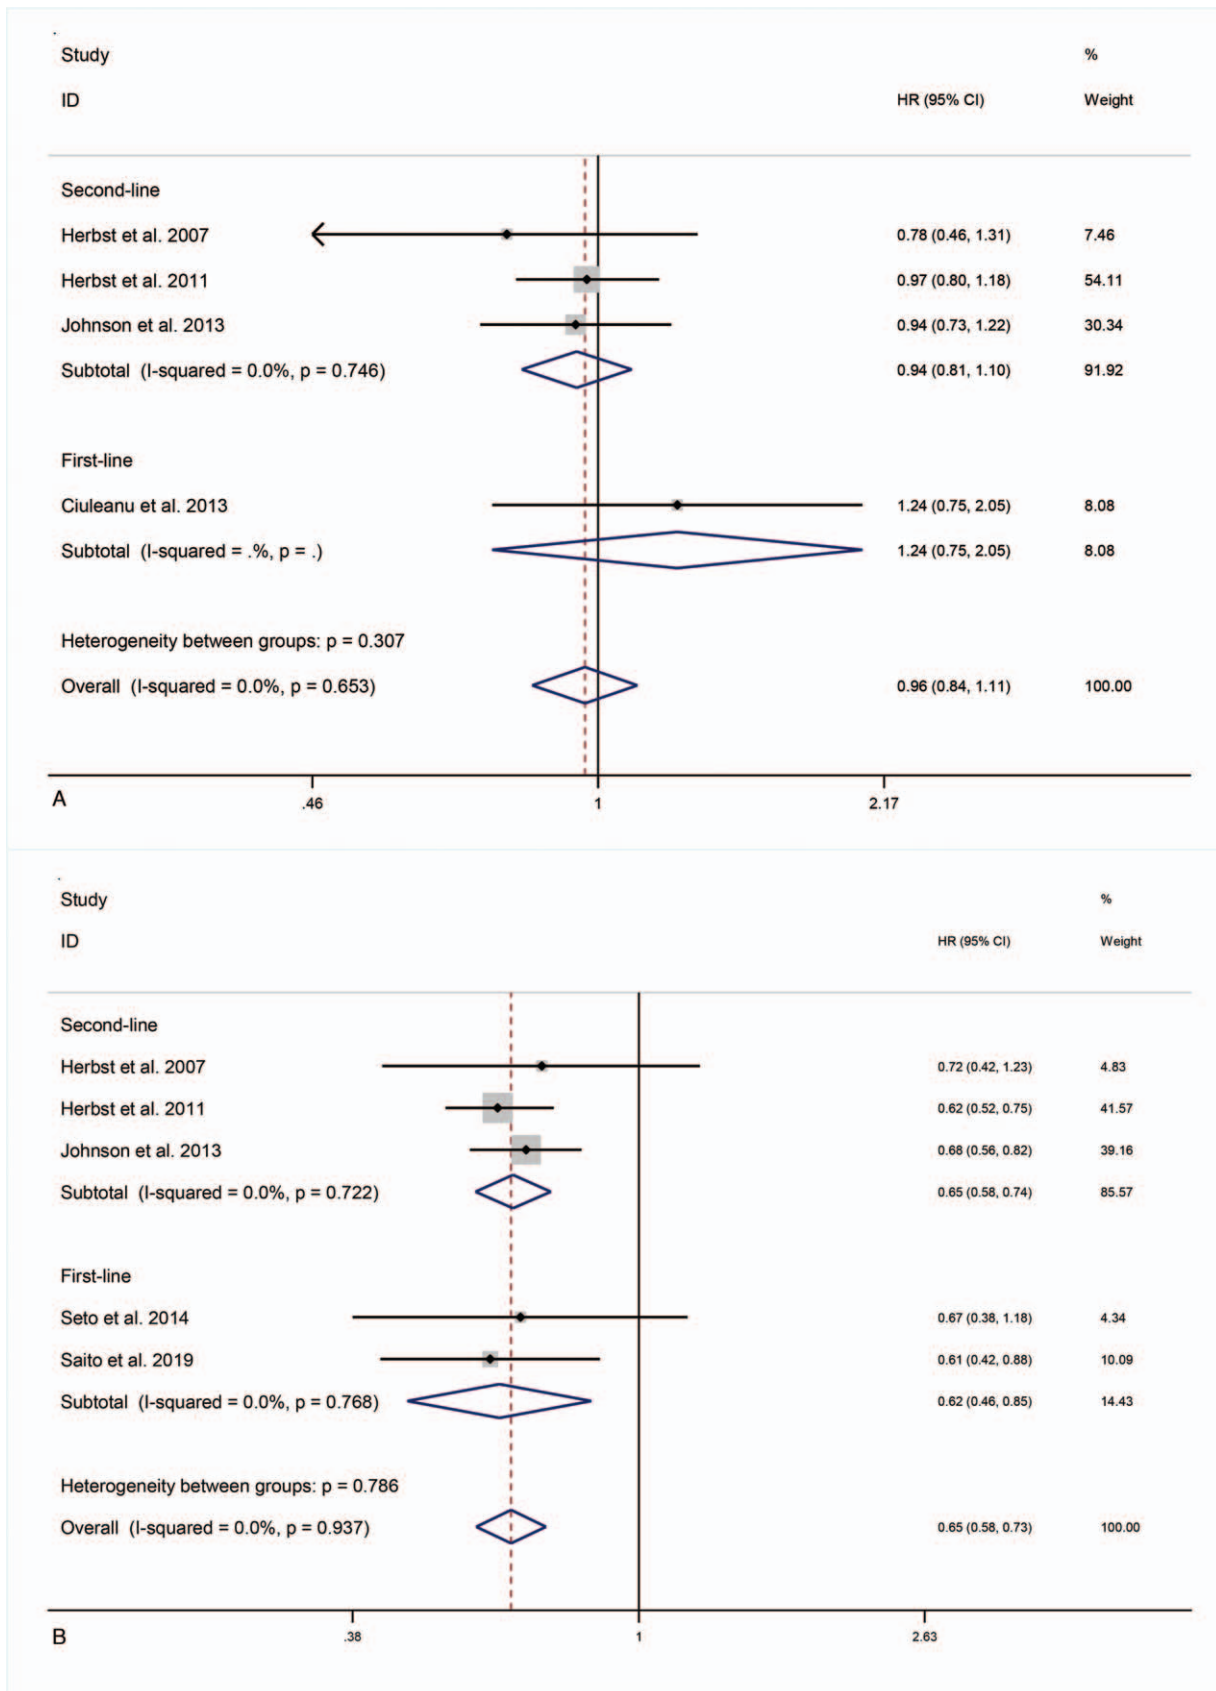 Study %
ID HR (95% CI) Weight
Second-line
Herbst et al. 2007 0.78 (0.46, 1.31) 7.46
Herbst et al. 2011 0.97 (0.80, 1.18) 54.11
Johnson et al. 2013 0.94 (0.73, 1.22) 30.34
Subtotal (I-squared = 0.0%, p = 0.746) 0.94 (0.81, 1.10) 91.92
First-line
Ciuleanu et al. 2013 1.24 (0.75, 2.05) 8.08
Subtotal (I-squared = .%, p = .) 1.24 (0.75, 2.05) 8.08
Heterogeneity between groups: p = 0.307
Overall (I-squared = 0.0%, p = 0.653) 0.96 (0.84, 1.11) 100.00
A .46 1 2.17
Study %
ID HR (95% CI) Weight
Second-line
Herbst et al. 2007 0.72 (0.42, 1.23) 4.83
Herbst et al. 2011 0.62 (0.52, 0.75) 41.57
Johnson et al. 2013 0.68 (0.56, 0.82) 39.16
Subtotal (I-squared = 0.0%, p = 0.722) 0.65 (0.58, 0.74) 85.57
First-line
Seto et al. 2014 0.67 (0.38, 1.18) 4.34
Saito et al. 2019 0.61 (0.42, 0.88) 10.09
Subtotal (I-squared = 0.0%, p = 0.768) 0.62 (0.46, 0.85) 14.43
Heterogeneity between groups: p = 0.786
Overall (I-squared = 0.0%, p = 0.937) 0.65 (0.58, 0.73) 100.00
B .38 1 2.63